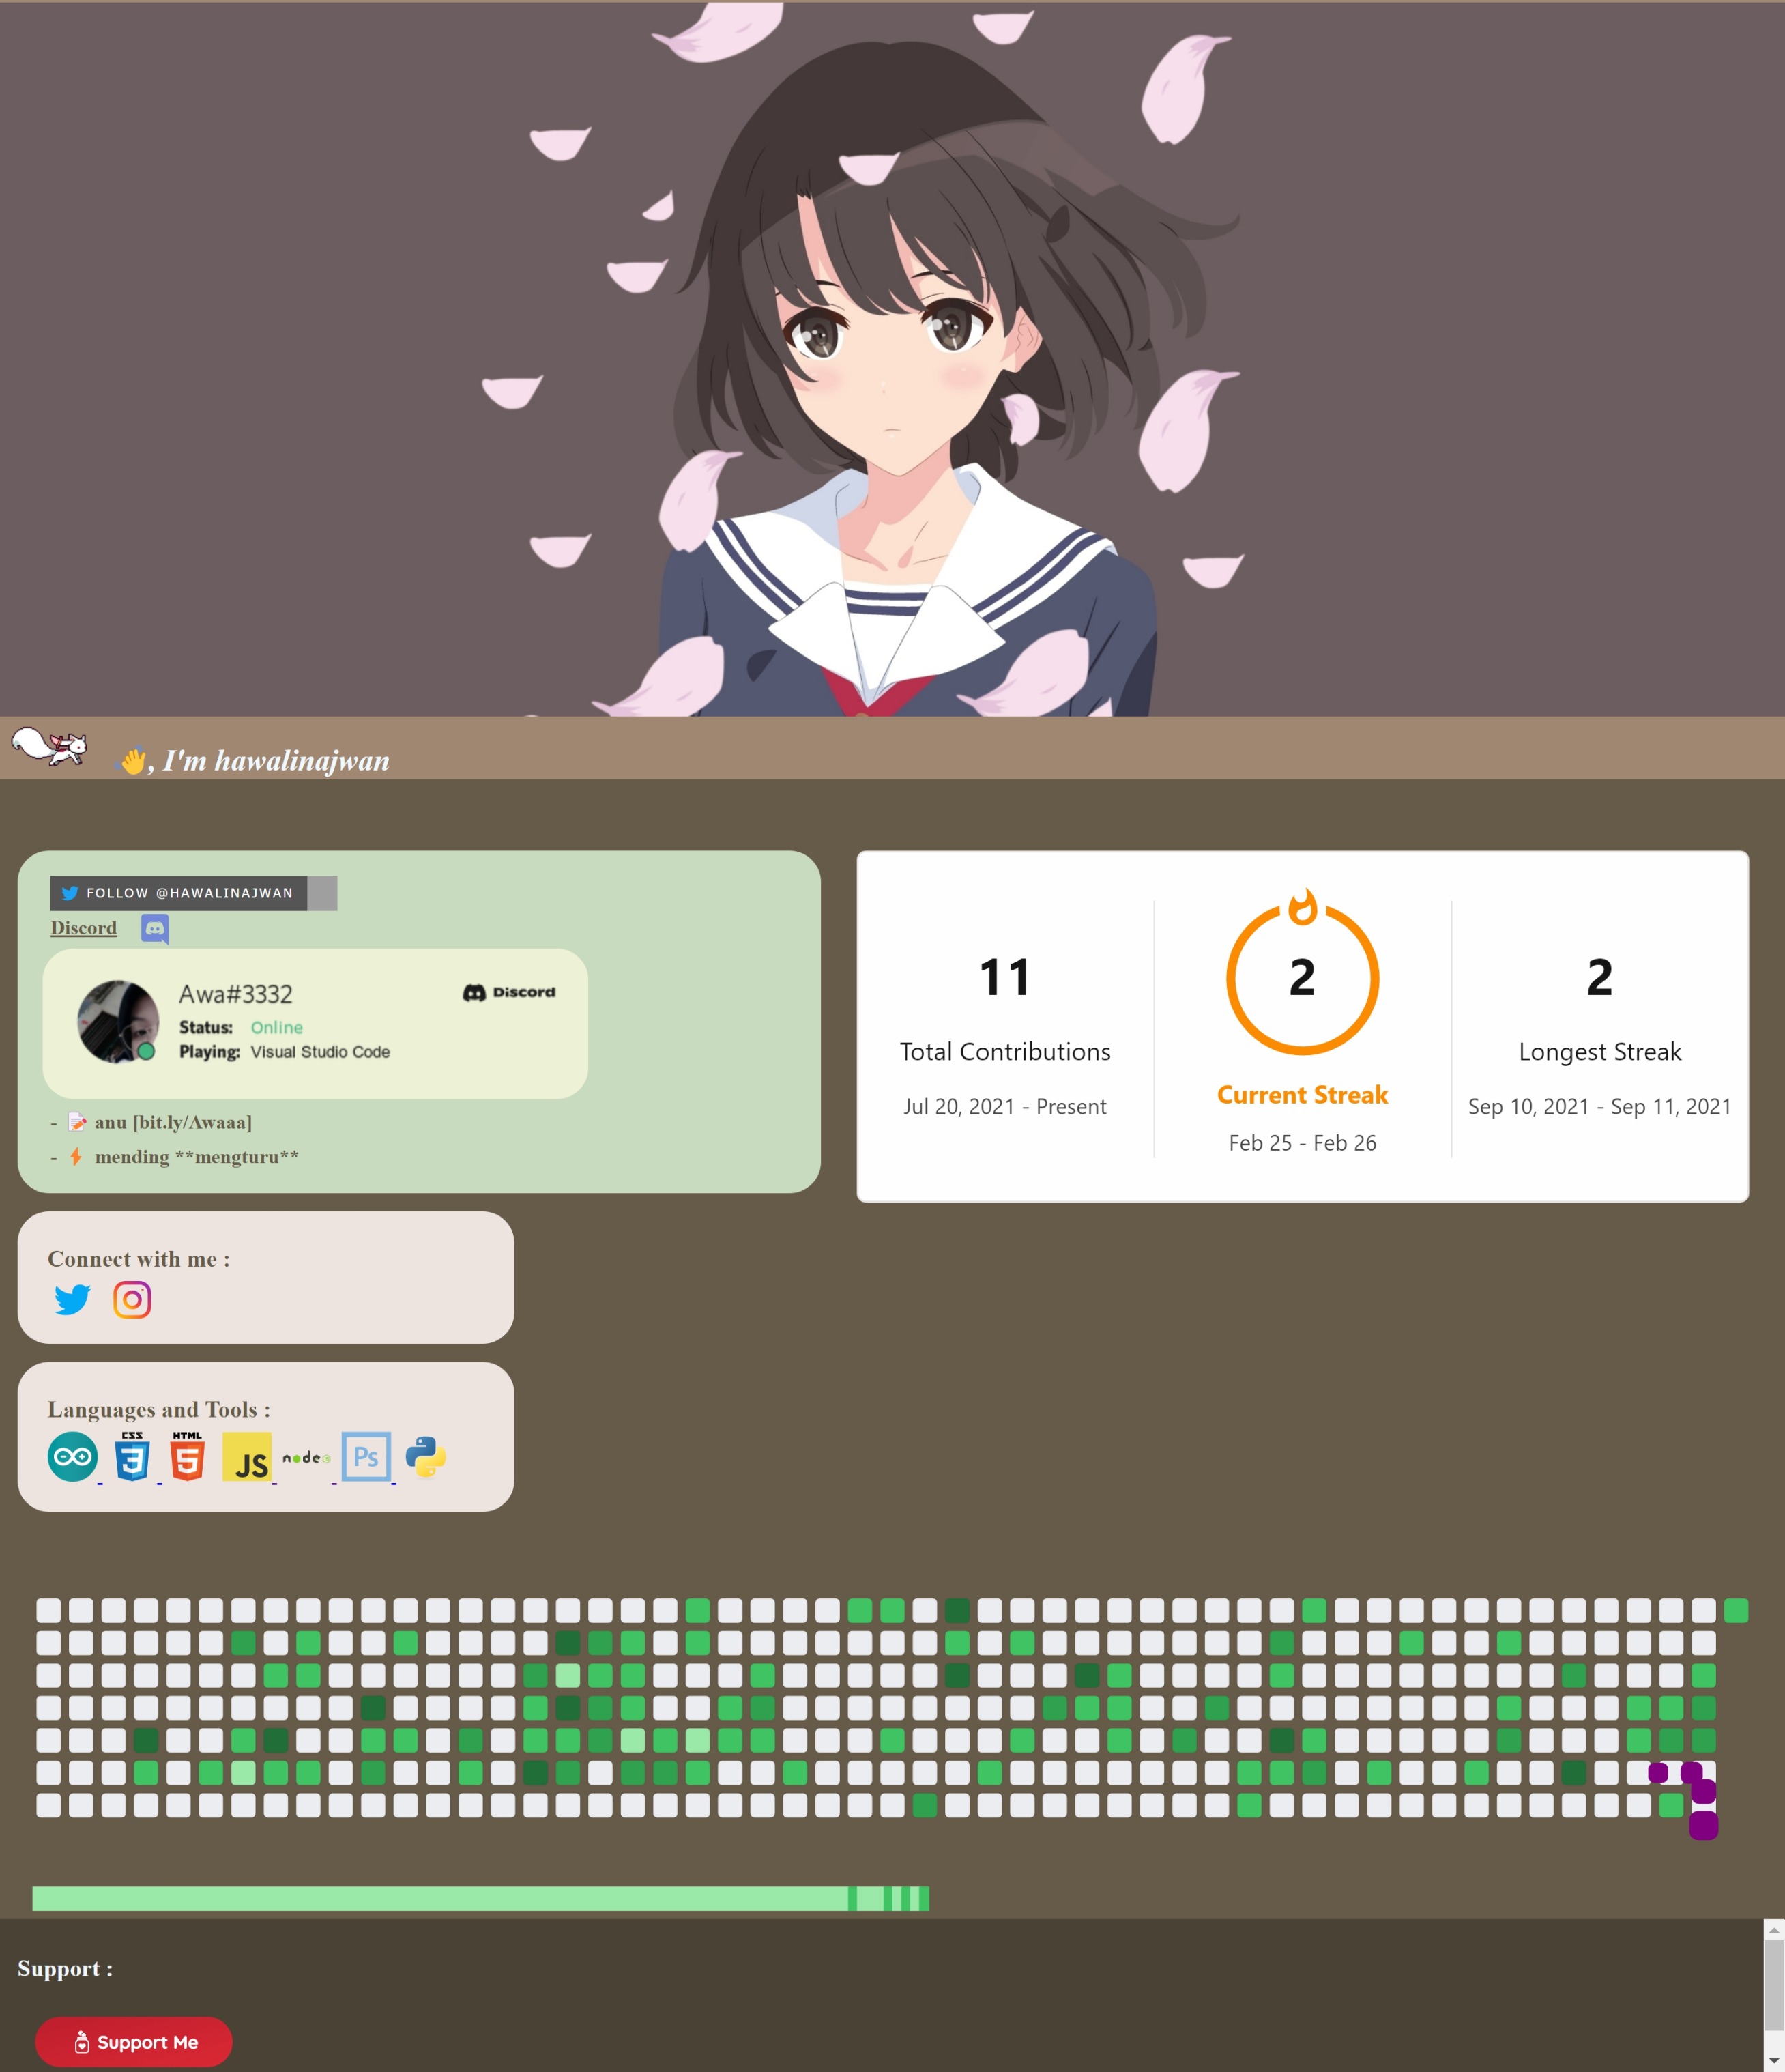 👋, I'm hawalinajwan
FOLLOW @HAWALINAJWAN
Discord
Awa#3332
Discord
Status: Online
Playing: Visual Studio Code
- 📝 anu [bit.ly/Awaaa]
- ⚡ mending **mengturu**
11
Total Contributions
Jul 20, 2021 - Present
2
Current Streak
Feb 25 - Feb 26
2
Longest Streak
Sep 10, 2021 - Sep 11, 2021
Connect with me :
Languages and Tools :
CSS 3 HTML 5 JS node Ps
Support :
Support Me